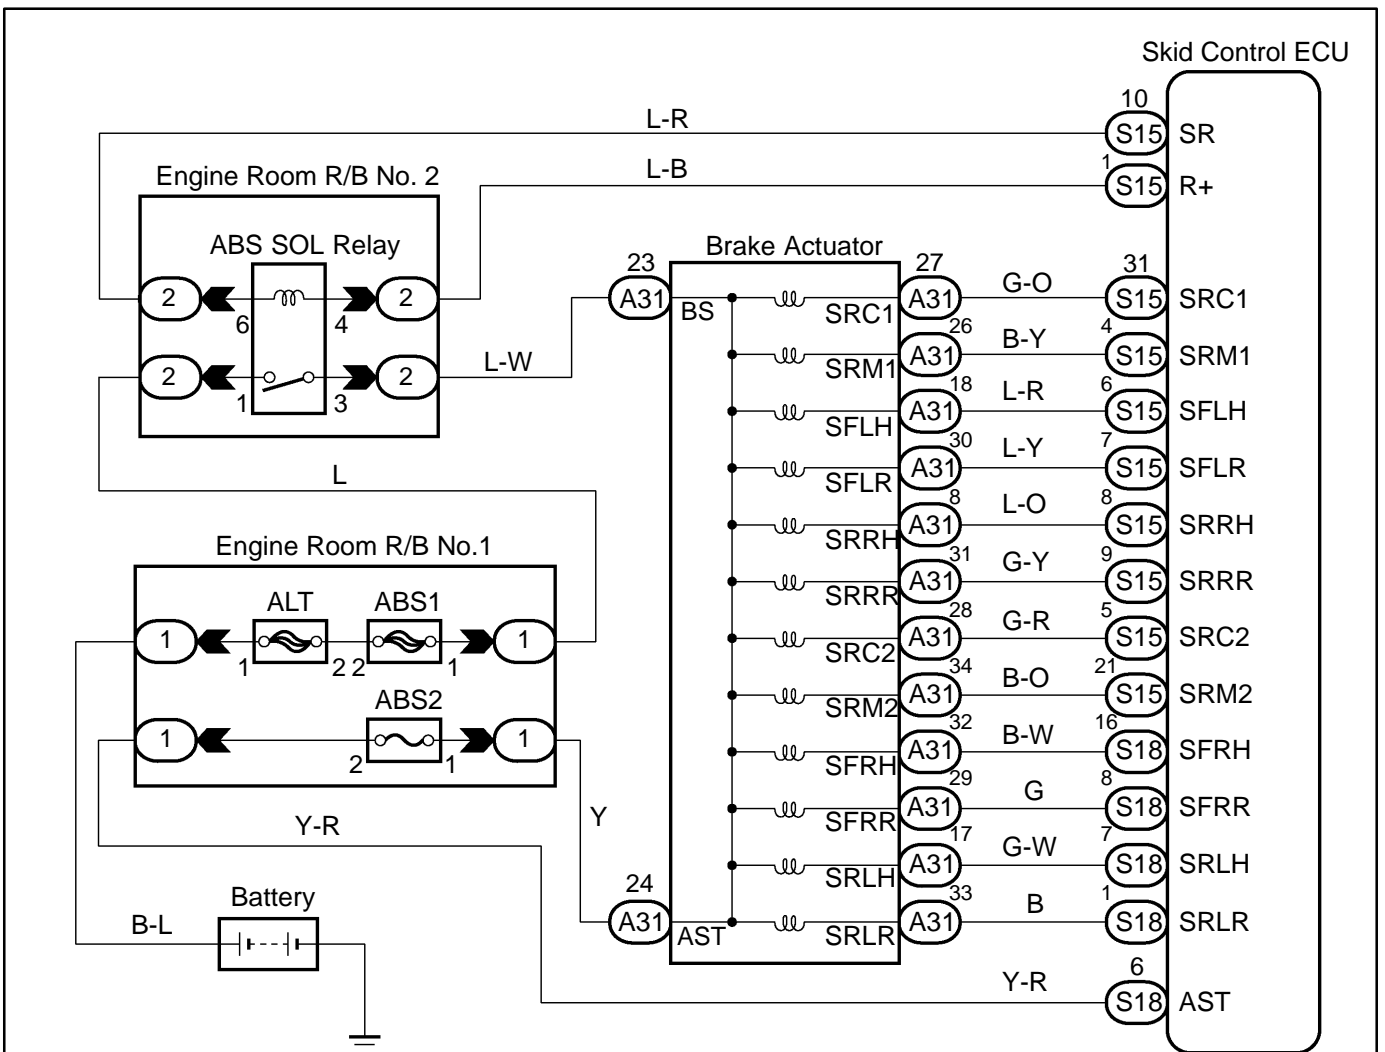 Skid Control ECU
10
L-R
S15 SR
1
L-B
S15 R+
Engine Room R/B No. 2
ABS SOL Relay
Brake Actuator
2 2
6 4
2 2
1 3
L-W
23
A31 BS
27 G-O 31
SRC1 A31 S15 SRC1
26 B-Y 4
SRM1 A31 S15 SRM1
18 L-R 6
SFLH A31 S15 SFLH
30 L-Y 7
SFLR A31 S15 SFLR
8 L-O 8
SRRH A31 S15 SRRH
31 G-Y 9
SRRR A31 S15 SRRR
28 G-R 5
SRC2 A31 S15 SRC2
34 B-O 21
SRM2 A31 S15 SRM2
32 B-W 16
SFRH A31 S18 SFRH
29 G 8
SFRR A31 S18 SFRR
17 G-W 7
SRLH A31 S18 SRLH
33 B 1
SRLR A31 S18 SRLR
L
Engine Room R/B No.1
ALT ABS1
1 1
1 2 2 1
ABS2
1 1
2 1
Y-R
Y
24
A31 AST
Battery
B-L
Y-R 6
S18 AST